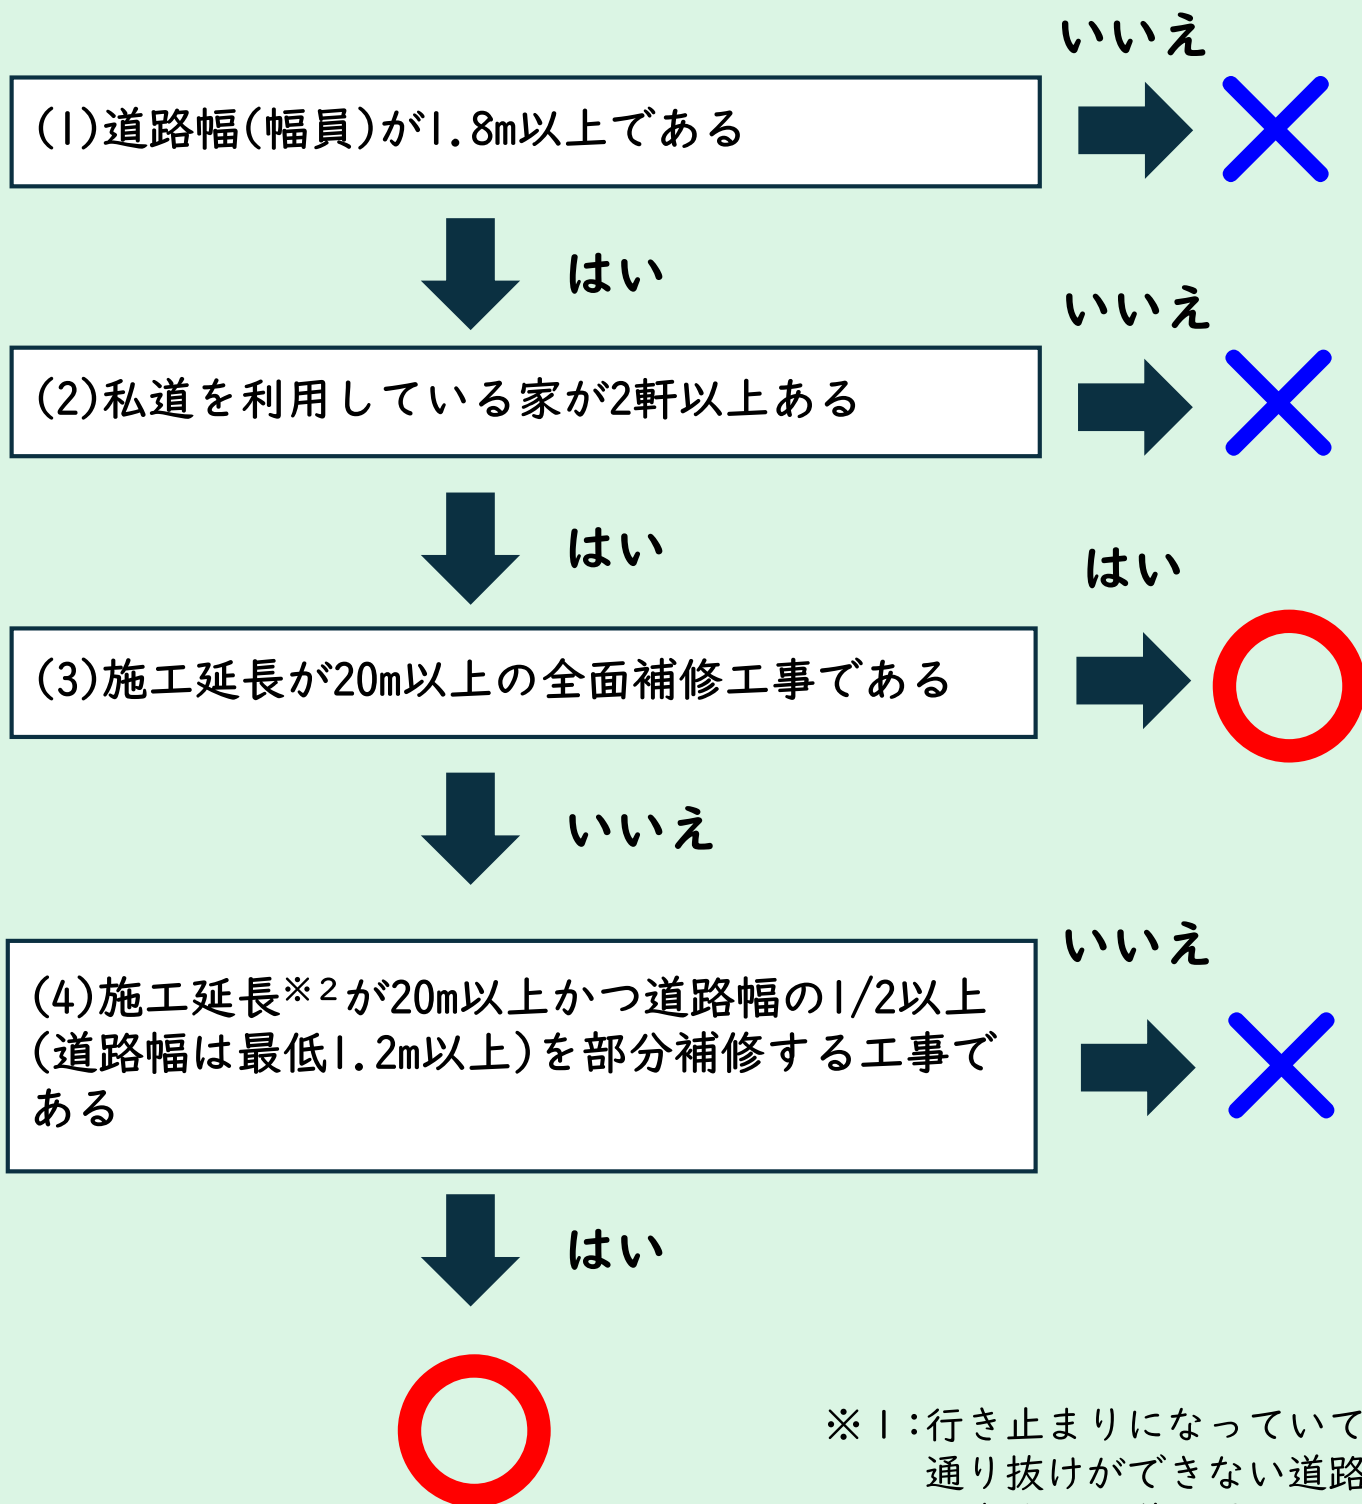 いいえ
(1)道路幅(幅員)が1.8m以上である
はい
いいえ
(2)私道を利用している家が2軒以上ある
はい
はい
(3)施工延長が20m以上の全面補修工事である
いいえ
いいえ
(4)施工延長※2が20m以上かつ道路幅の1/2以上
(道路幅は最低1.2m以上)を部分補修する工事で
ある
はい
※1:行き止まりになっていて
通り抜けができない道路